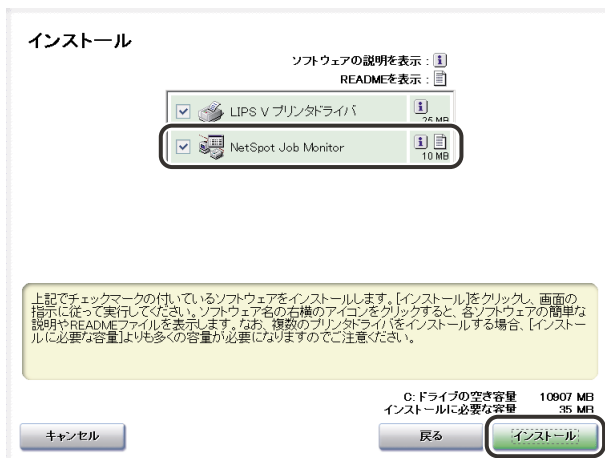 インストール
ソフトウェアの説明を表示 :
READMEを表示 :
LIPS V プリンタドライバ
25 MB
NetSpot Job Monitor
10 MB
上記でチェックマークの付いているソフトウェアをインストールします。[インストール]をクリックし、画面の
指示に従って実行してください。ソフトウェア名の右横のアイコンをクリックすると、各ソフトウェアの簡単な
説明やREADMEファイルを表示します。なお、複数のプリンタドライバをインストールする場合、[インストー
ルに必要な容量]よりも多くの容量が必要になりますのでご注意ください。
C:ドライブの空き容量 10907 MB
インストールに必要な容量 35 MB
キャンセル
戻る
インストール